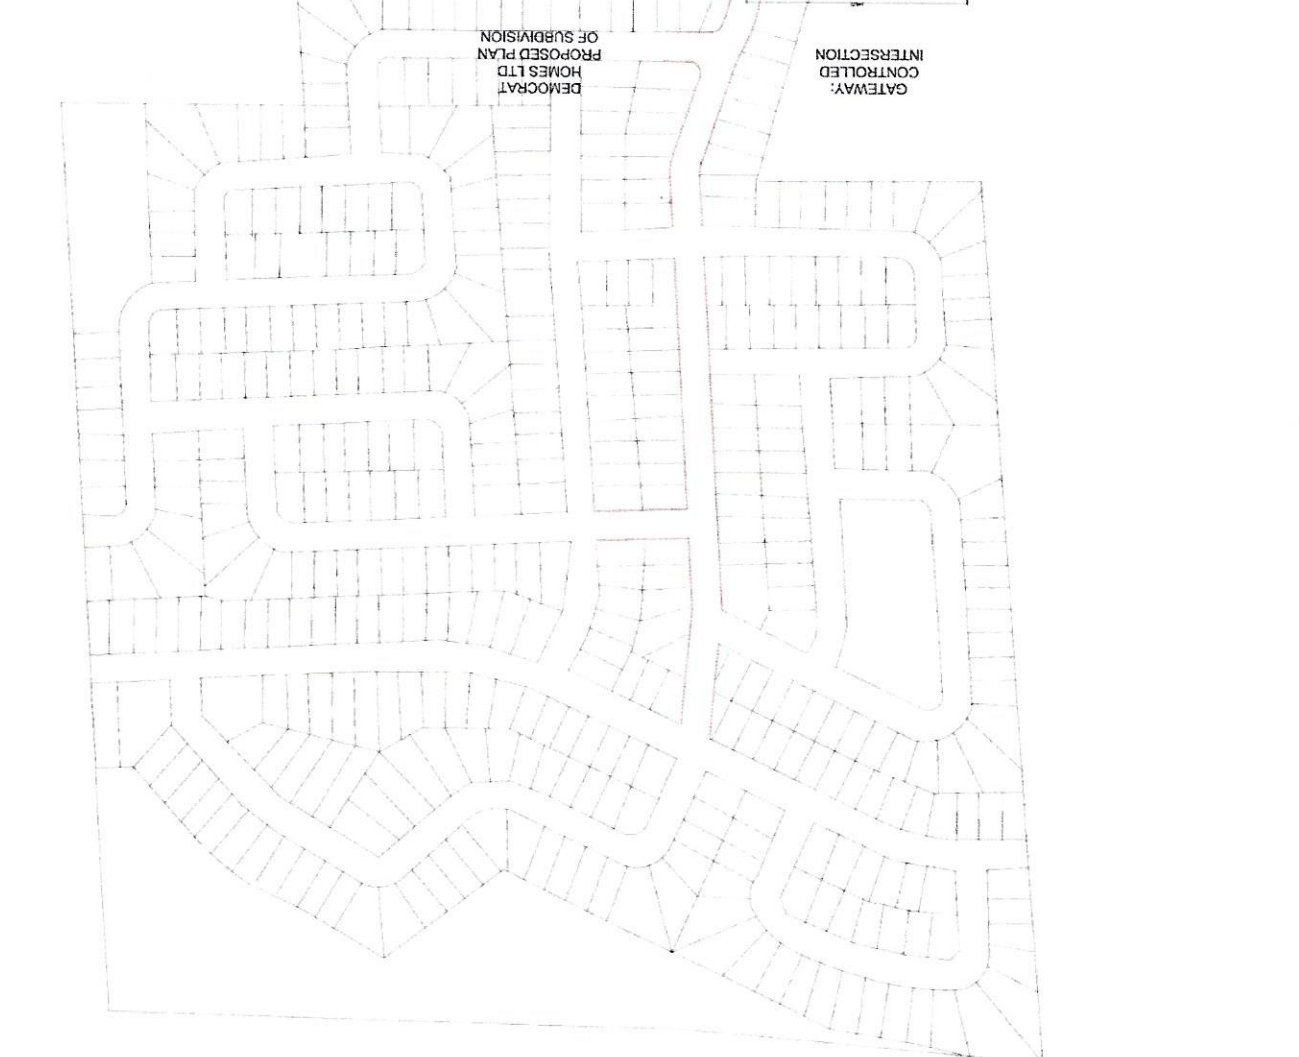 DEMOCRAT
HOMES LTD
PROPOSED PLAN
OF SUBDIVISION
GATEWAY:
CONTROLLED
INTERSECTION